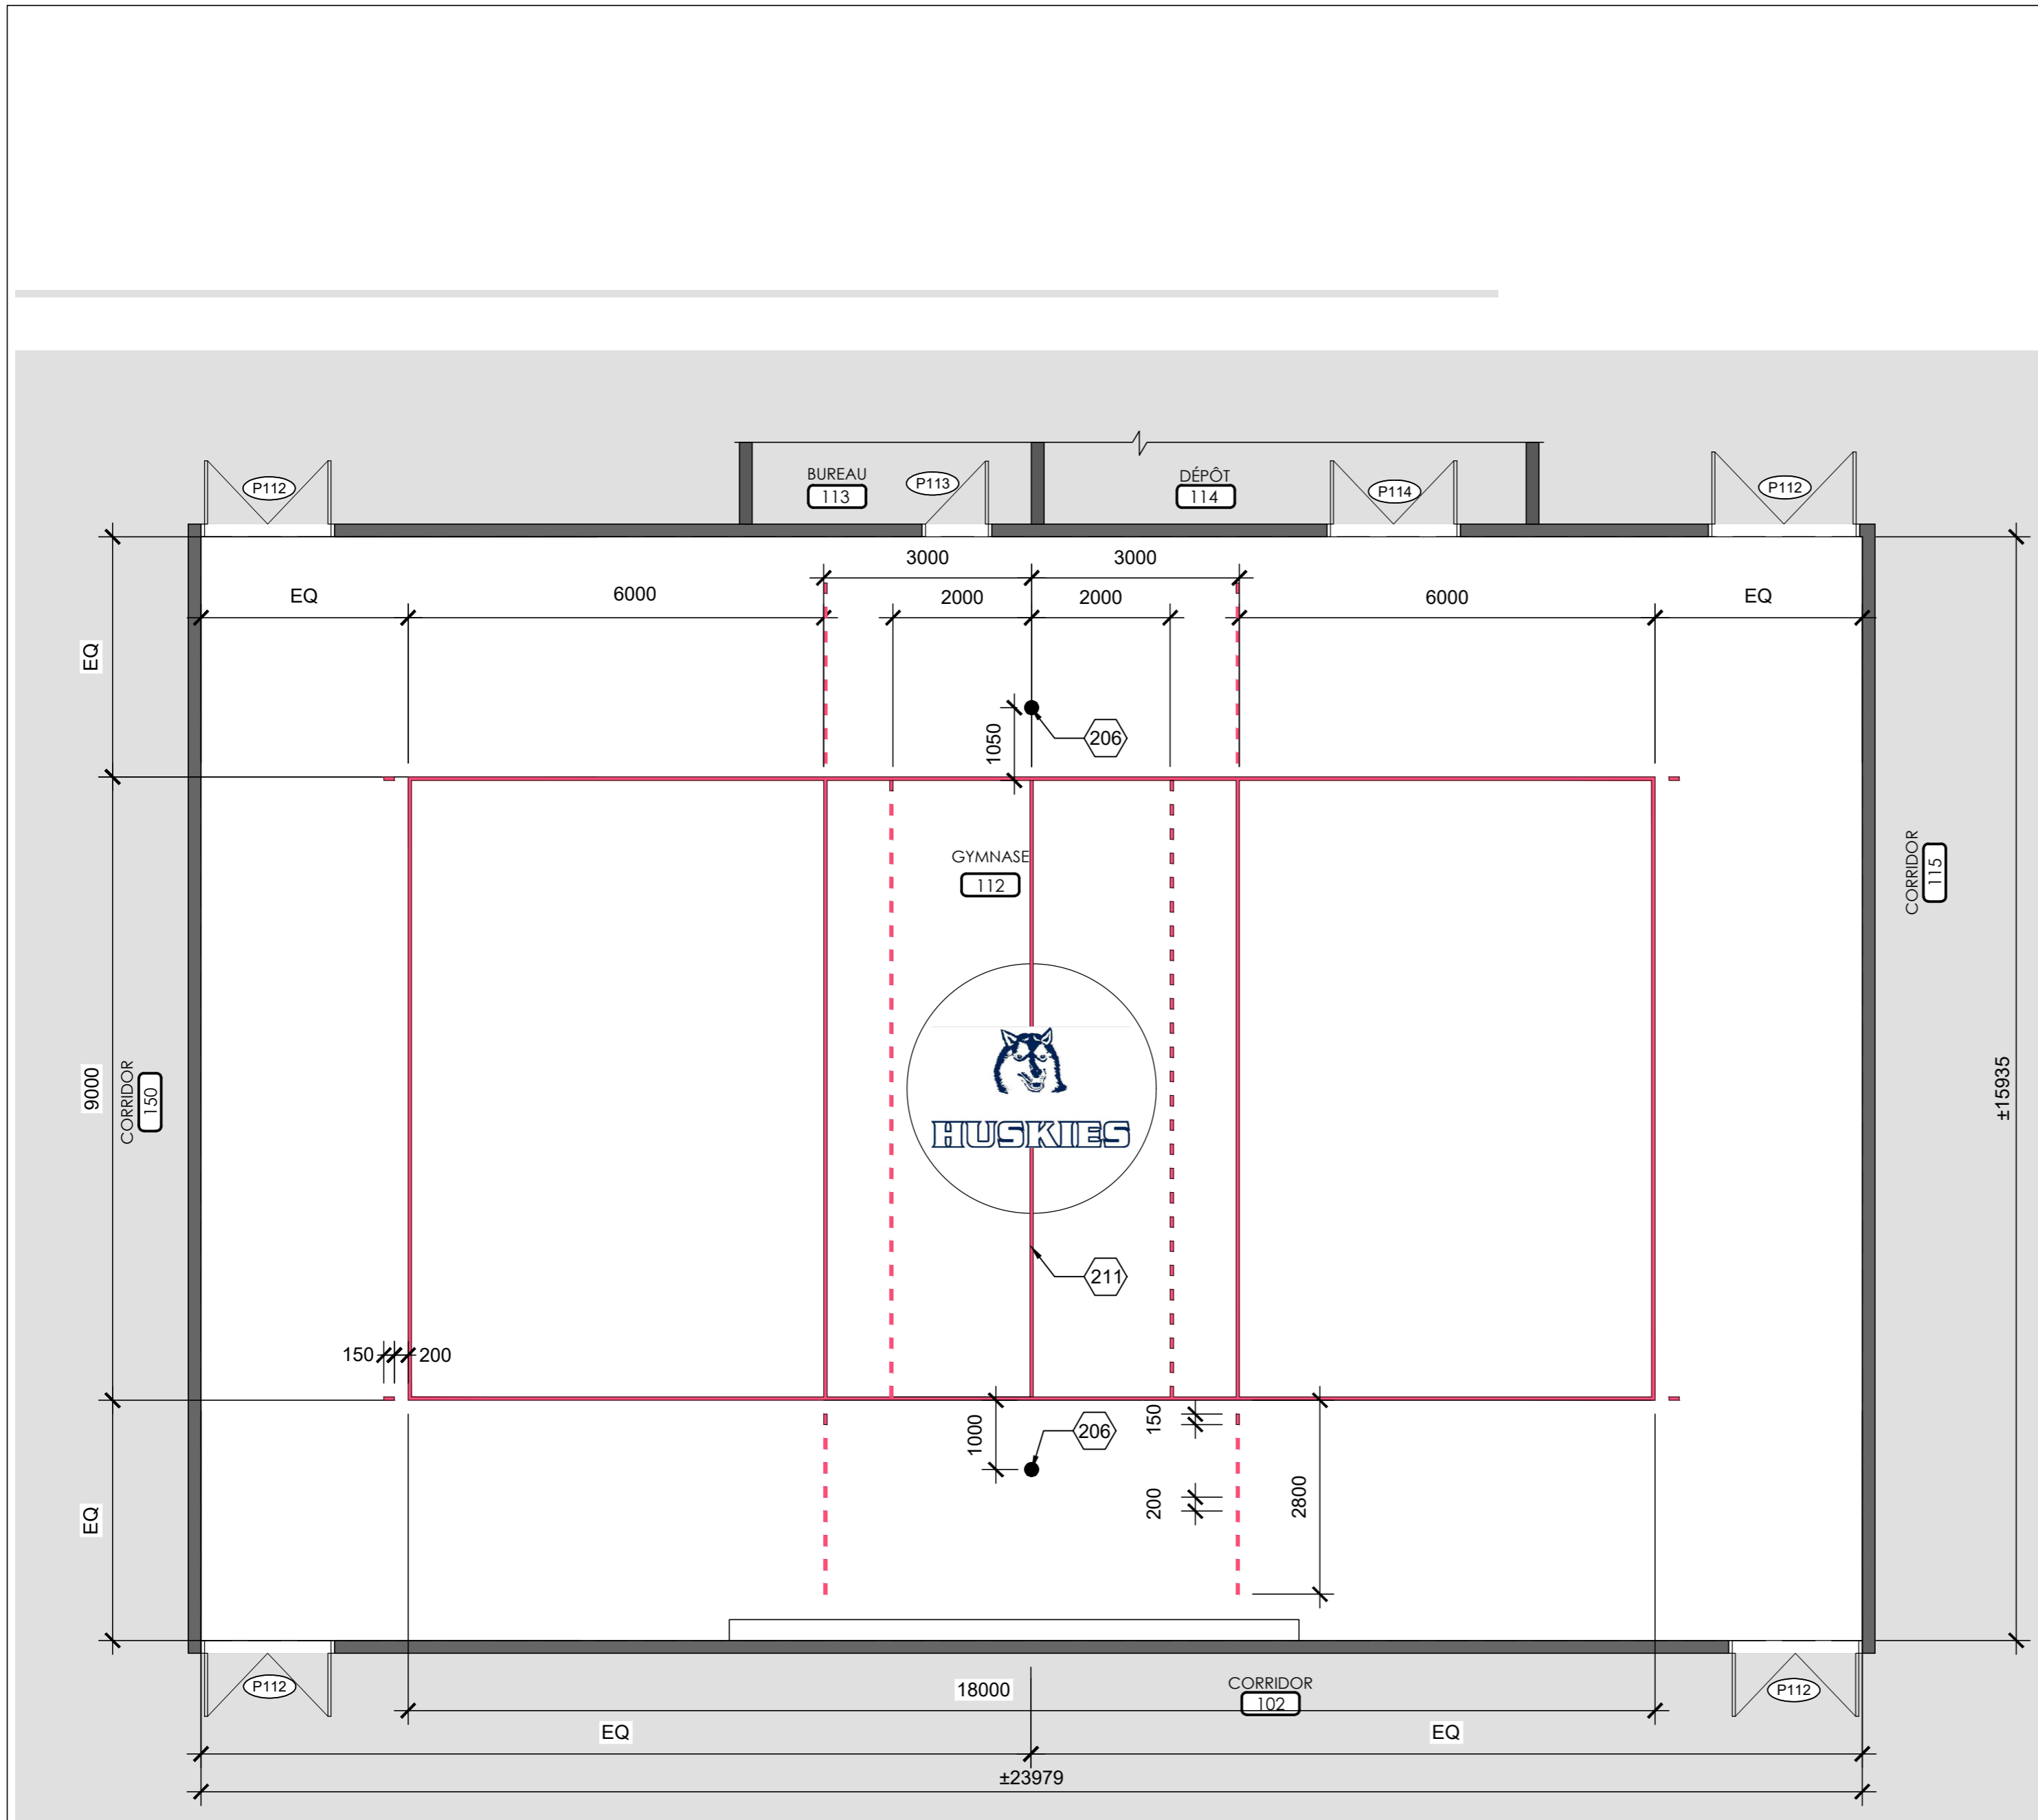 BUREAU
113
P113
DÉPÔT
114
P114
P112
P112
3000
3000
EQ
6000
2000
2000
6000
EQ
EQ
1050
206
GYMNASE
112
CORRIDOR
115
9000
CORRIDOR
150
±15935
HUSKIES
211
150
200
1000
206
150
200
2800
EQ
P112
18000
CORRIDOR
102
P112
EQ
EQ
±23979